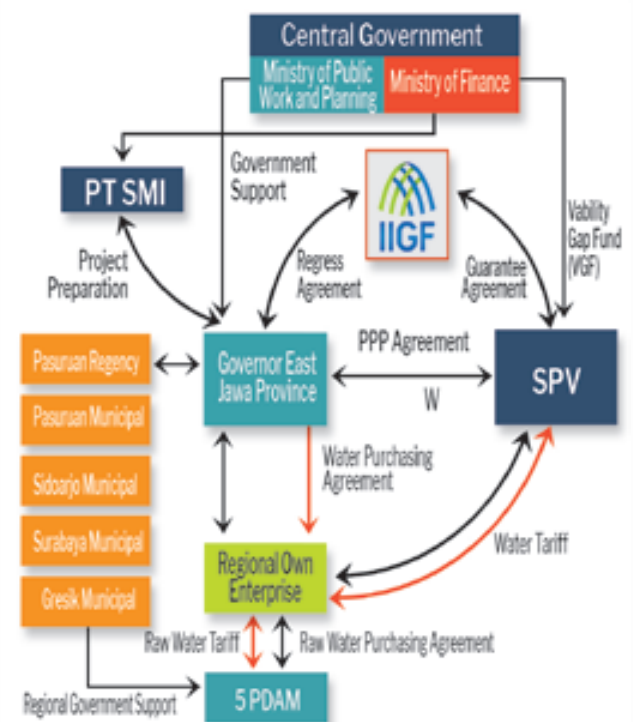 Central Government
Ministry of Public
Work and Planning
Ministry of Finance
PT SMI
Government
Support
IIGF
Vability
Gap Fund
(VGF)
Project
Preparation
Regress
Agreement
Guarantee
Agreement
Pasuruan Regency
Governor East
Jawa Province
PPP Agreement
W
SPV
Pasuruan Municipal
Sidoarjo Municipal
Water Purchasing
Agreement
Surabaya Municipal
Regional Own
Enterprise
Water Tariff
Gresik Municipal
Raw Water Tariff
Raw Water Purchasing Agreement
Regional Government Support
5 PDAM